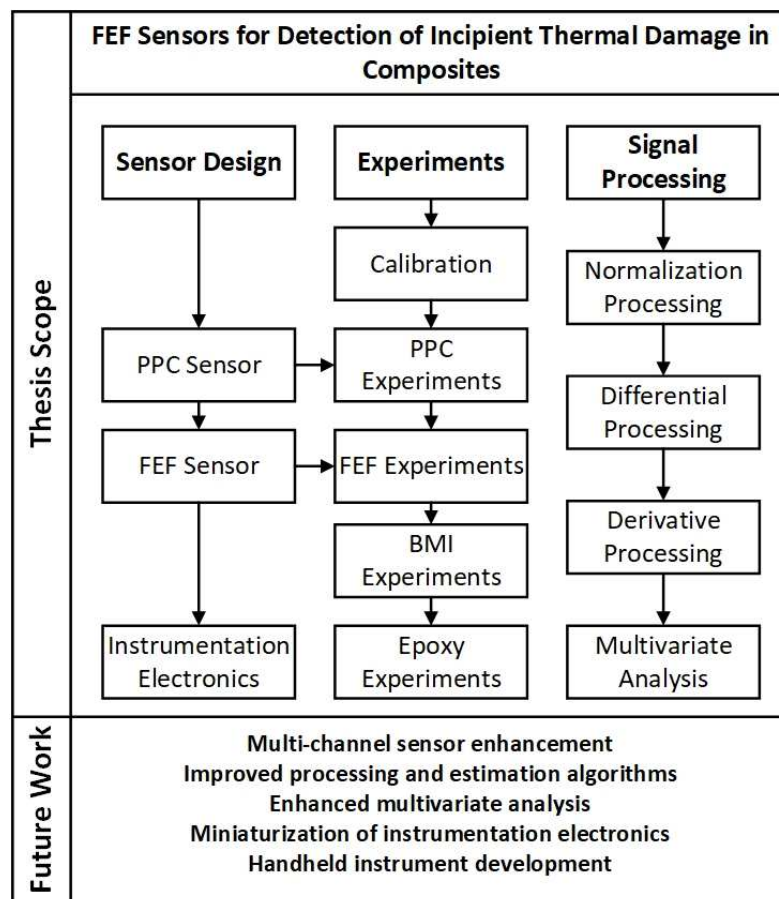 FEF Sensors for Detection of Incipient Thermal Damage in
Composites
Thesis Scope
Sensor Design
PPC Sensor
FEF Sensor
Instrumentation
Electronics
Experiments
Calibration
PPC
Experiments
FEF Experiments
BMI
Experiments
Epoxy
Experiments
Signal
Processing
Normalization
Processing
Differential
Processing
Derivative
Processing
Multivariate
Analysis
Future Work
Multi-channel sensor enhancement
Improved processing and estimation algorithms
Enhanced multivariate analysis
Miniaturization of instrumentation electronics
Handheld instrument development